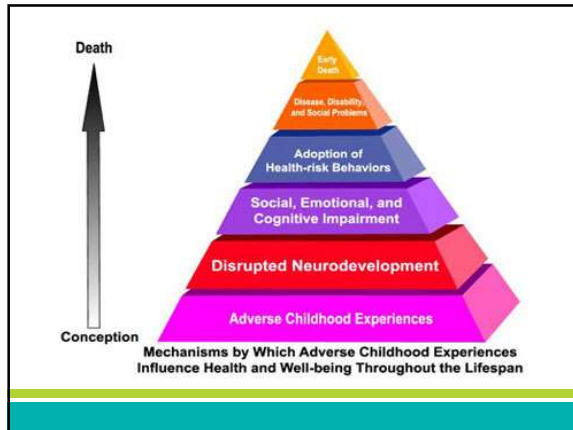 Death
Early
Death
Disease, Disability,
and Social Problems
Adoption of
Health-risk Behaviors
Social, Emotional, and
Cognitive Impairment
Disrupted Neurodevelopment
Adverse Childhood Experiences
Conception
Mechanisms by Which Adverse Childhood Experiences
Influence Health and Well-being Throughout the Lifespan